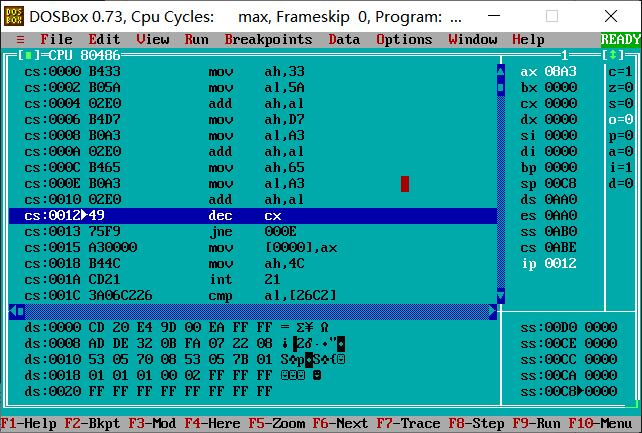 DOSBox 0.73, Cpu Cycles: max, Frameskip 0, Program: ...
≡ File Edit View Run Breakpoints Data Options Window Help READY
[■]=CPU 80486 1 [↕]
cs:0000 B433 mov ah,33
cs:0002 B05A mov al,5A
cs:0004 02E0 add ah,al
cs:0006 B4D7 mov ah,D7
cs:0008 B0A3 mov al,A3
cs:000A 02E0 add ah,al
cs:000C B465 mov ah,65
cs:000E B0A3 mov al,A3
cs:0010 02E0 add ah,al
cs:0012►49 dec cx
cs:0013 75F9 jne 000E
cs:0015 A30000 mov [0000],ax
cs:0018 B44C mov ah,4C
cs:001A CD21 int 21
cs:001C 3A06C226 cmp al,[26C2]
ax 08A3 c=1
bx 0000 z=0
cx 0000 s=0
dx 0000 o=0
si 0000 p=0
di 0000 a=0
bp 0000 i=1
sp 00C8 d=0
ds 0AA0
es 0AA0
ss 0AB0
cs 0ABE
ip 0012
ds:0000 CD 20 E4 9D 00 EA FF FF = Σ¥ Ω
ds:0008 AD DE 32 0B FA 07 22 08
ds:0010 53 05 70 08 53 05 7B 01 S♣p◘S♣{☺
ds:0018 01 01 01 00 02 FF FF FF ☺☺☺ ☻
ds:0020 FF FF FF FF FF FF FF FF
ss:00D0 0000
ss:00CE 0000
ss:00CC 0000
ss:00CA 0000
ss:00C8►0000
F1-Help F2-Bkpt F3-Mod F4-Here F5-Zoom F6-Next F7-Trace F8-Step F9-Run F10-Menu